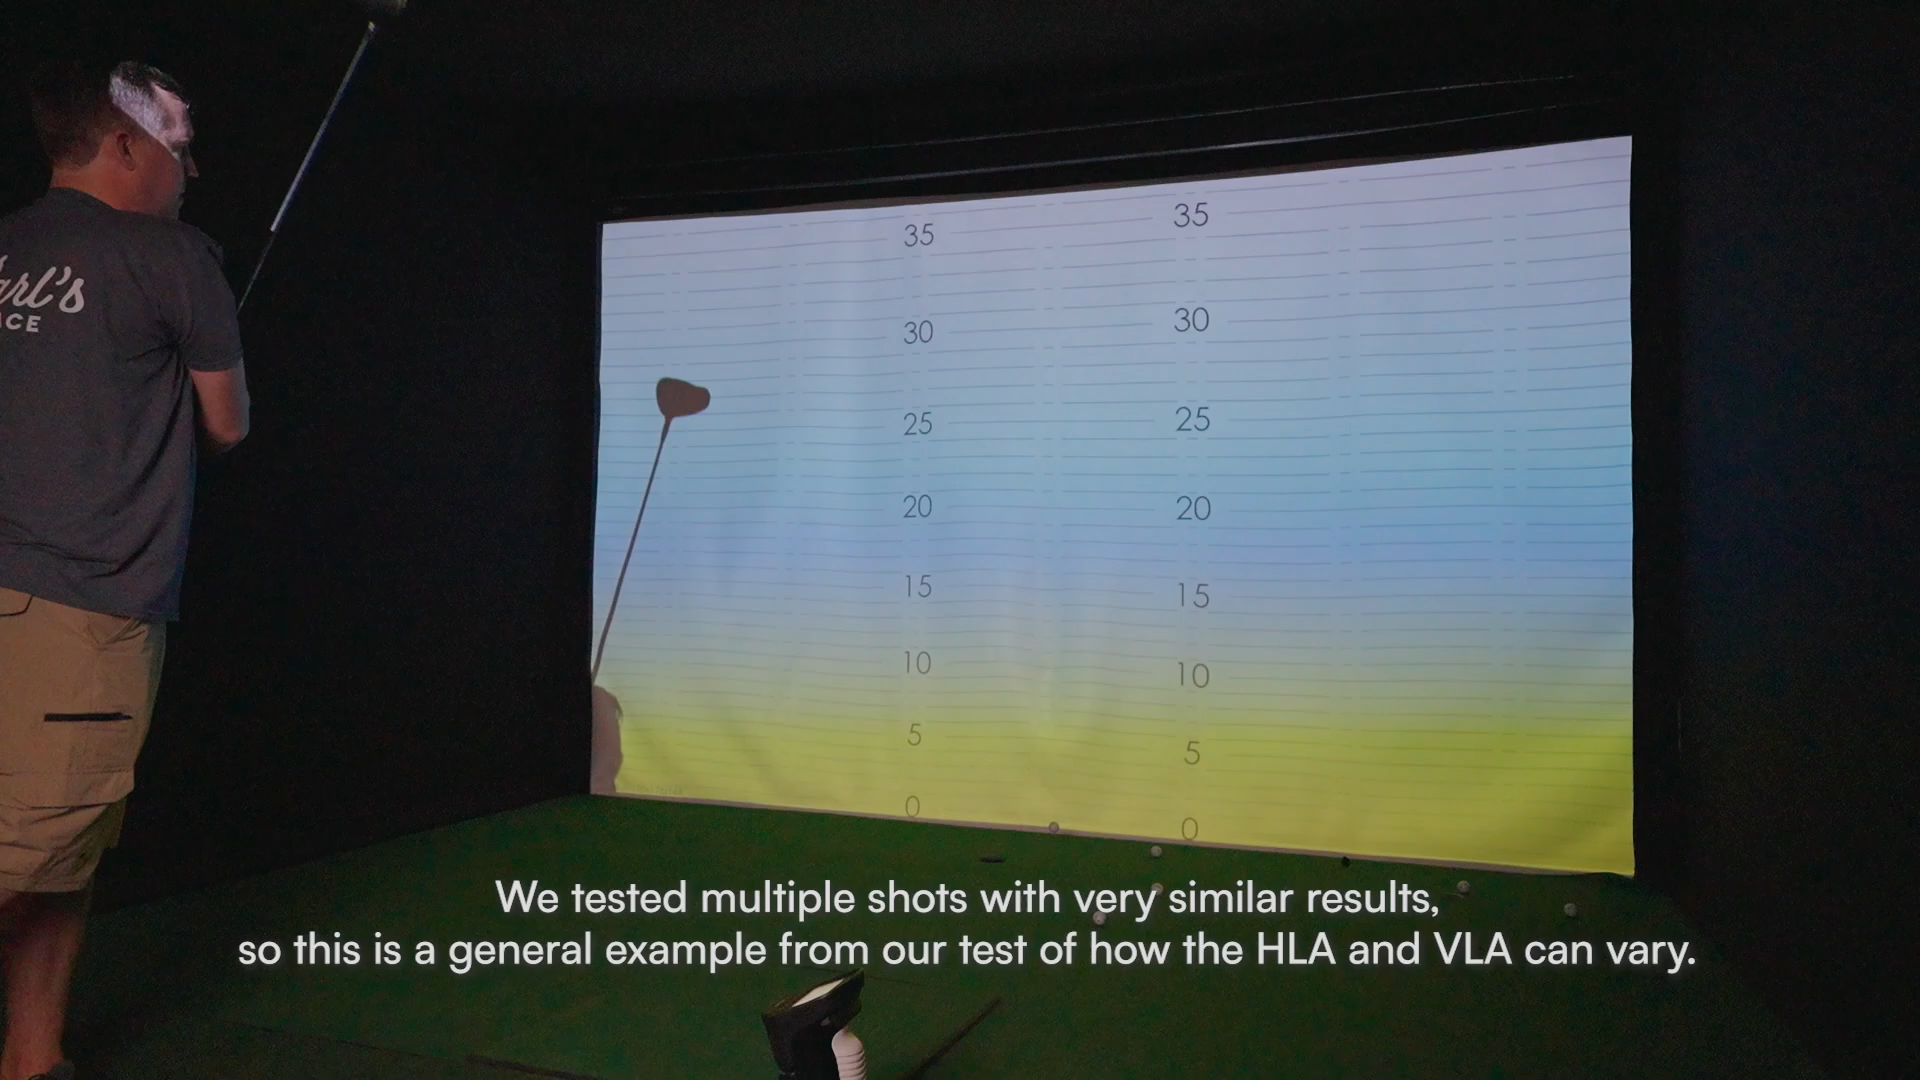 arl's
ICE
35 35
30 30
25 25
20 20
15 15
10 10
5 5
0 0
We tested multiple shots with very similar results,
so this is a general example from our test of how the HLA and VLA can vary.